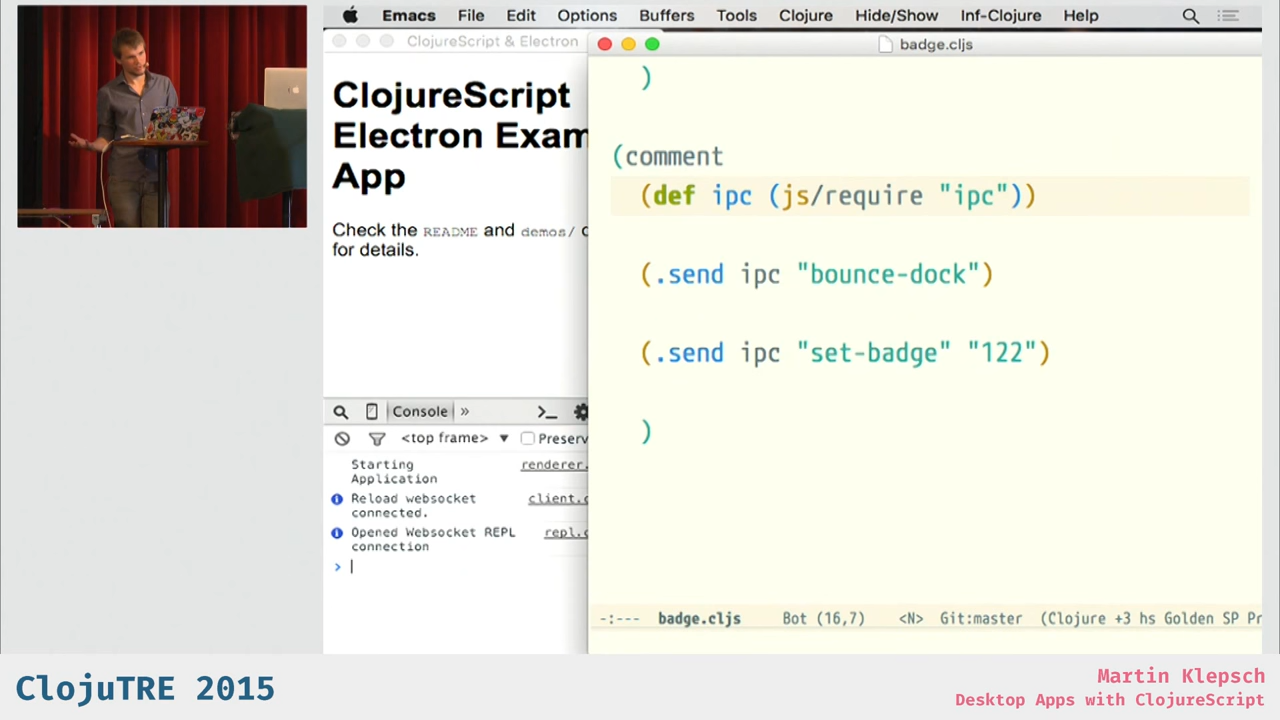 Emacs File Edit Options Buffers Tools Clojure Hide/Show Inf-Clojure Help
ClojureScript & Electron
badge.cljs
ClojureScript
Electron Exam
App
Check the README and demos/
for details.
)
(comment
(def ipc (js/require "ipc"))
(.send ipc "bounce-dock")
(.send ipc "set-badge" "122")
)
Console »
<top frame> ▼ Preserv
Starting
Application
renderer.
Reload websocket
connected.
client.c
Opened Websocket REPL
connection
repl.c
>
-:--- badge.cljs Bot (16,7) <N> Git:master (Clojure +3 hs Golden SP Pr
ClojuTRE 2015
Martin Klepsch
Desktop Apps with ClojureScript